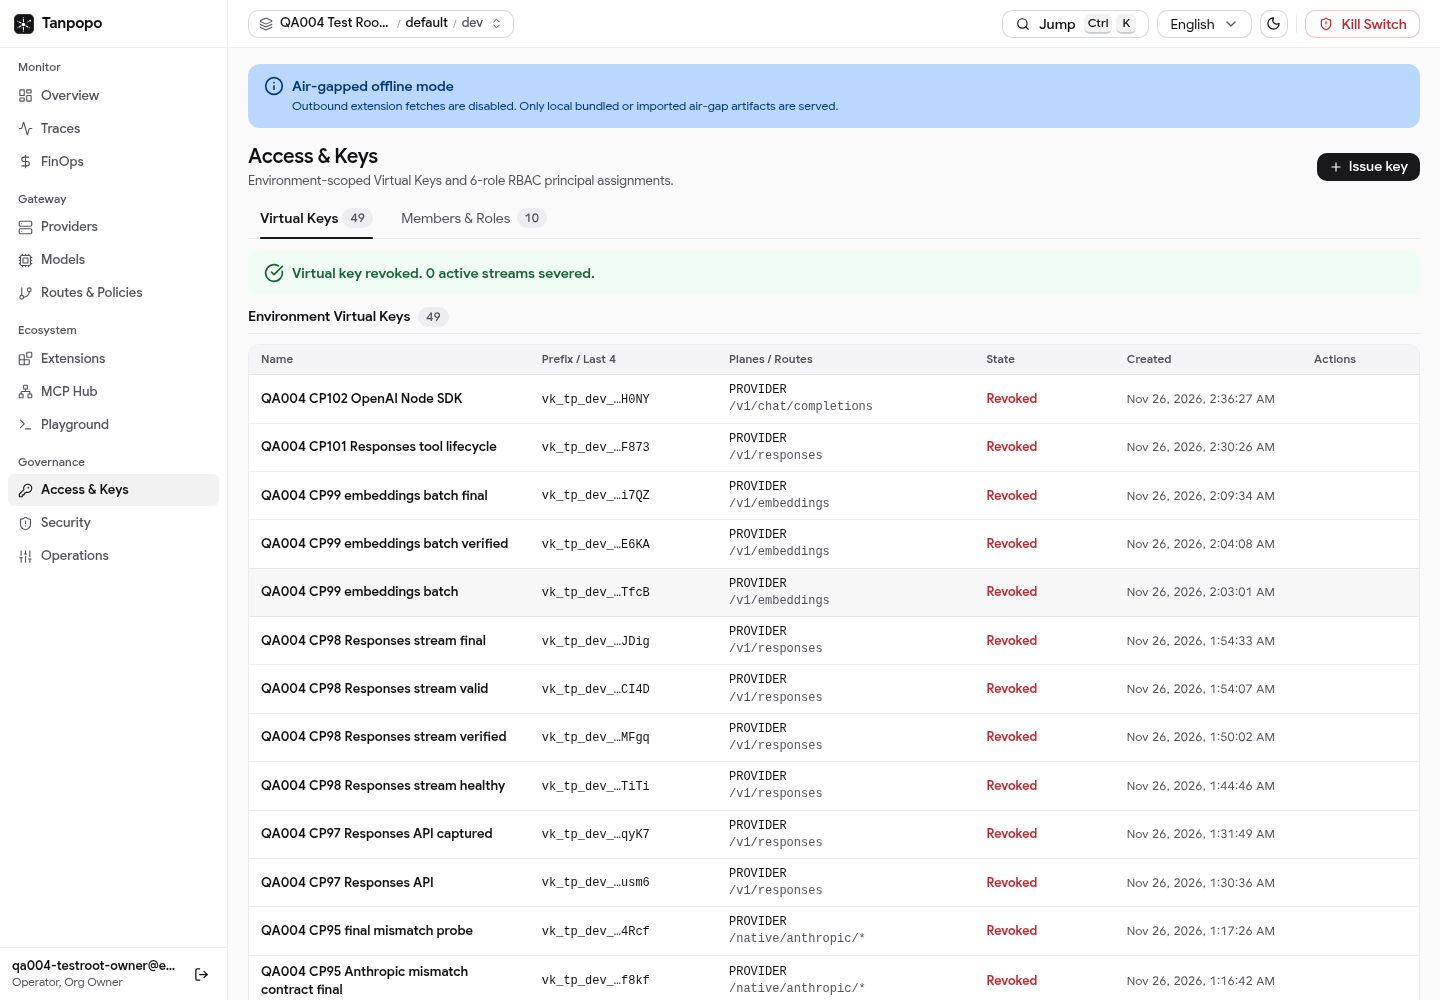 Tanpopo
QA004 Test Roo... / default / dev
Jump Ctrl K
English
Kill Switch
Monitor
Overview
Traces
FinOps
Gateway
Providers
Models
Routes & Policies
Ecosystem
Extensions
MCP Hub
Playground
Governance
Access & Keys
Security
Operations
qa004-testroot-owner@e...
Operator, Org Owner
Air-gapped offline mode
Outbound extension fetches are disabled. Only local bundled or imported air-gap artifacts are served.
Access & Keys
Environment-scoped Virtual Keys and 6-role RBAC principal assignments.
Issue key
Virtual Keys 49
Members & Roles 10
Virtual key revoked. 0 active streams severed.
Environment Virtual Keys 49
Name Prefix / Last 4 Planes / Routes State Created Actions
QA004 CP102 OpenAI Node SDK vk_tp_dev_…H0NY PROVIDER Revoked Nov 26, 2026, 2:36:27 AM
/v1/chat/completions
QA004 CP101 Responses tool lifecycle vk_tp_dev_…F873 PROVIDER Revoked Nov 26, 2026, 2:30:26 AM
/v1/responses
QA004 CP99 embeddings batch final vk_tp_dev_…i7QZ PROVIDER Revoked Nov 26, 2026, 2:09:34 AM
/v1/embeddings
QA004 CP99 embeddings batch verified vk_tp_dev_…E6KA PROVIDER Revoked Nov 26, 2026, 2:04:08 AM
/v1/embeddings
QA004 CP99 embeddings batch vk_tp_dev_…TfcB PROVIDER Revoked Nov 26, 2026, 2:03:01 AM
/v1/embeddings
QA004 CP98 Responses stream final vk_tp_dev_…JDig PROVIDER Revoked Nov 26, 2026, 1:54:33 AM
/v1/responses
QA004 CP98 Responses stream valid vk_tp_dev_…CI4D PROVIDER Revoked Nov 26, 2026, 1:54:07 AM
/v1/responses
QA004 CP98 Responses stream verified vk_tp_dev_…MFgq PROVIDER Revoked Nov 26, 2026, 1:50:02 AM
/v1/responses
QA004 CP98 Responses stream healthy vk_tp_dev_…TiTi PROVIDER Revoked Nov 26, 2026, 1:44:46 AM
/v1/responses
QA004 CP97 Responses API captured vk_tp_dev_…qyK7 PROVIDER Revoked Nov 26, 2026, 1:31:49 AM
/v1/responses
QA004 CP97 Responses API vk_tp_dev_…usm6 PROVIDER Revoked Nov 26, 2026, 1:30:36 AM
/v1/responses
QA004 CP95 final mismatch probe vk_tp_dev_…4Rcf PROVIDER Revoked Nov 26, 2026, 1:17:26 AM
/native/anthropic/*
QA004 CP95 Anthropic mismatch contract final vk_tp_dev_…f8kf PROVIDER Revoked Nov 26, 2026, 1:16:42 AM
/native/anthropic/*